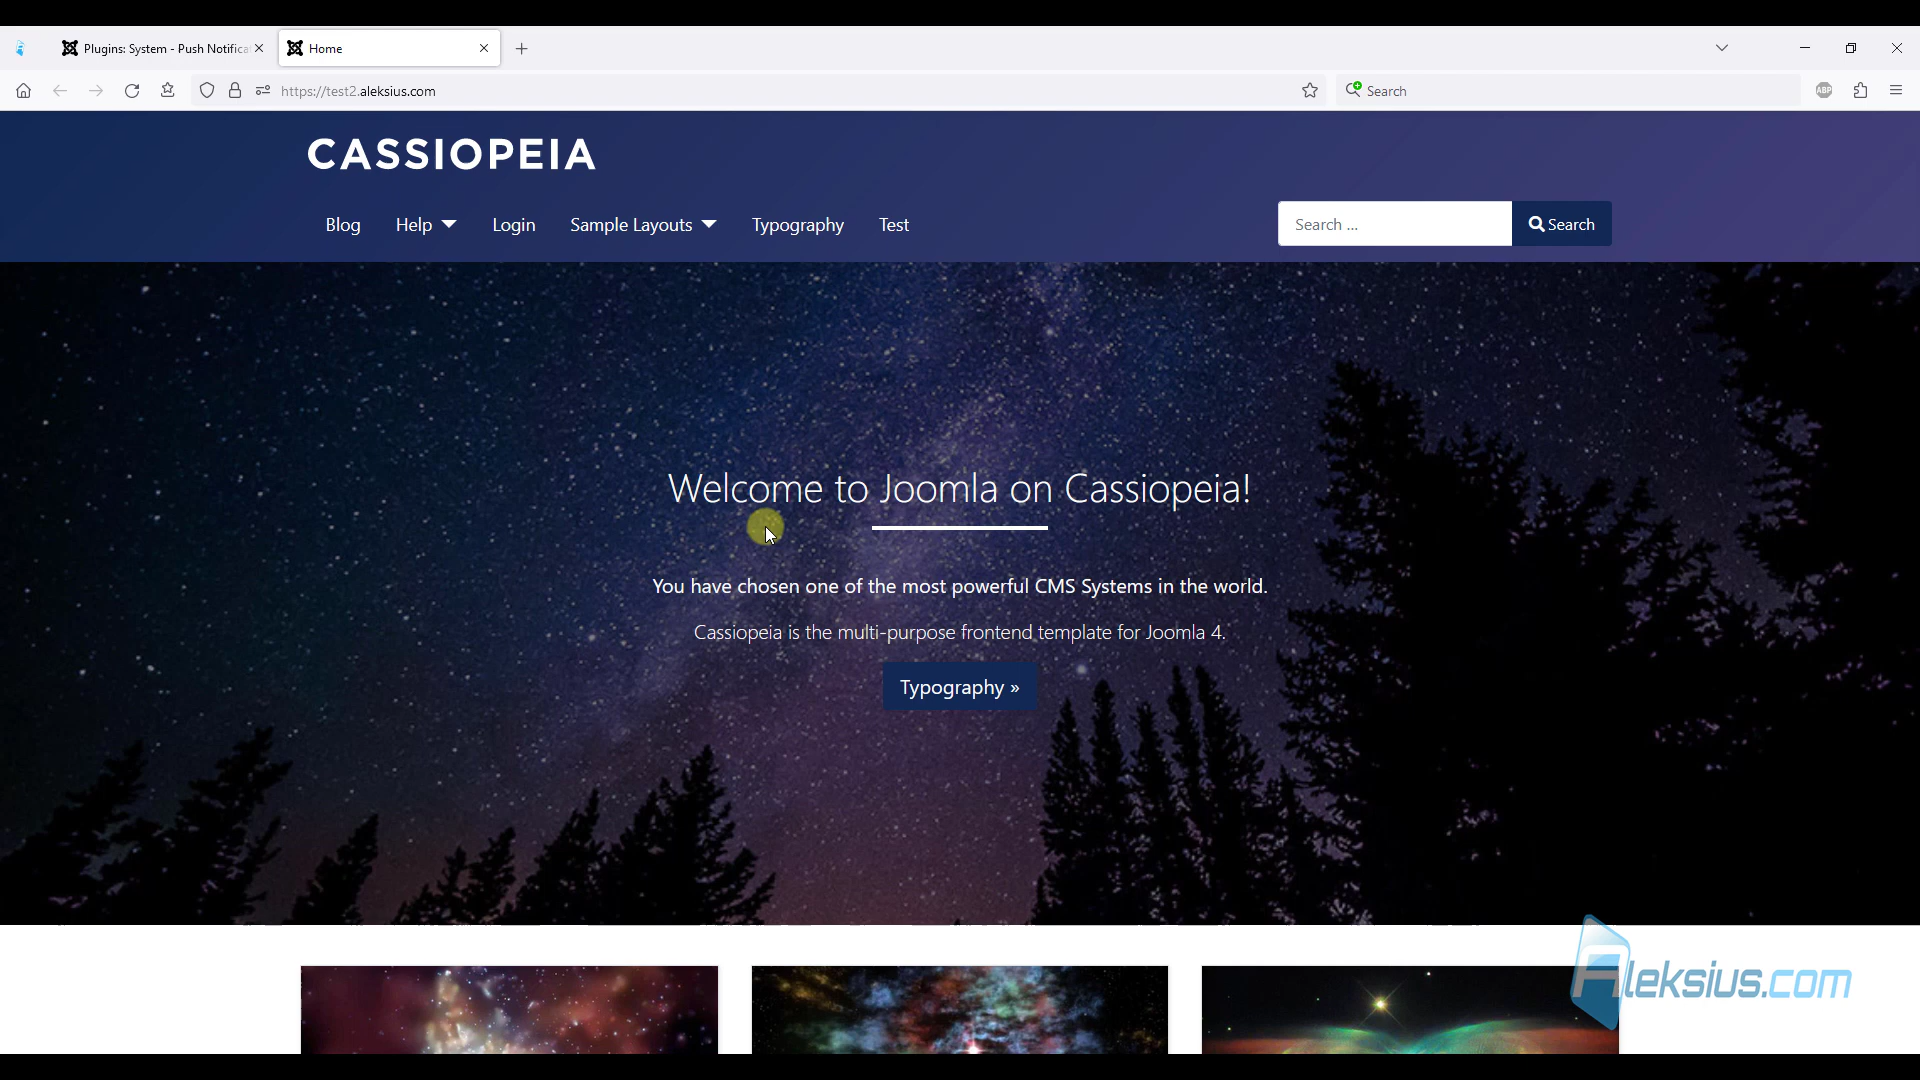 Plugins: System - Push Notifica
Home
https://test2.aleksius.com
Search
ABP
CASSIOPEIA
Blog
Help
Login
Sample Layouts
Typography
Test
Search ...
Search
Welcome to Joomla on Cassiopeia!
You have chosen one of the most powerful CMS Systems in the world.
Cassiopeia is the multi-purpose frontend template for Joomla 4.
Typography »
Aleksius.com